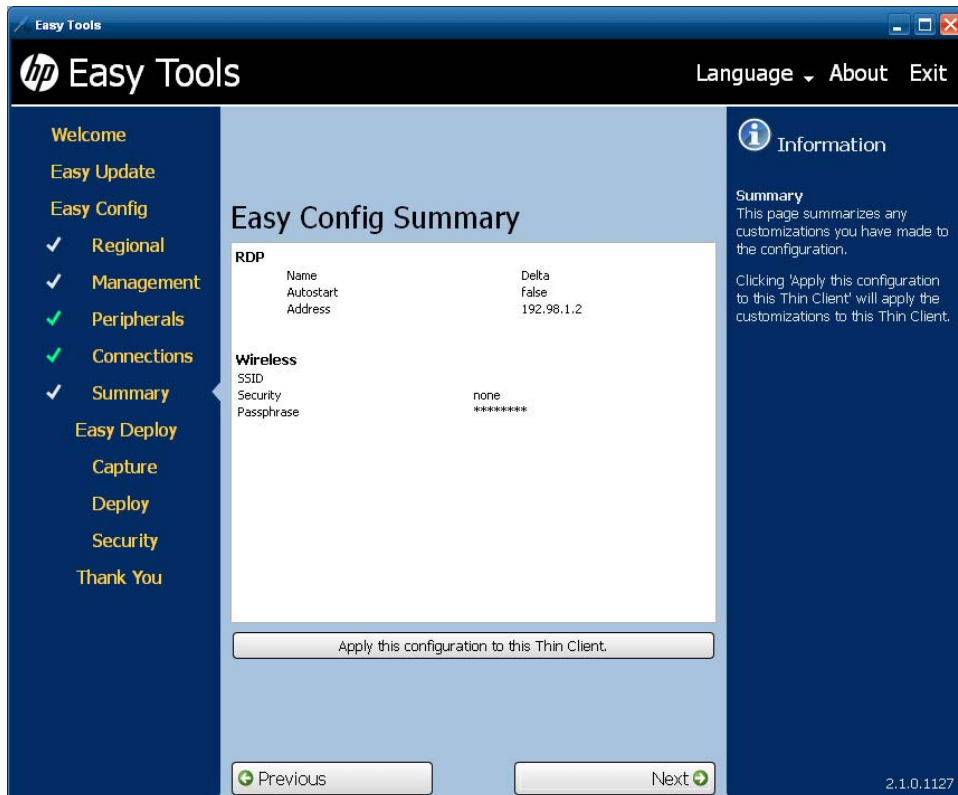 Easy Tools
hp Easy Tools
Language About Exit
Welcome
Easy Update
Easy Config
Regional
Management
Peripherals
Connections
Summary
Easy Deploy
Capture
Deploy
Security
Thank You
Easy Config Summary
RDP
Name Delta
Autostart false
Address 192.98.1.2
Wireless
SSID
Security none
Passphrase ********
Apply this configuration to this Thin Client.
Previous
Next
Information
Summary
This page summarizes any
customizations you have made to
the configuration.
Clicking 'Apply this configuration
to this Thin Client' will apply the
customizations to this Thin Client.
2.1.0.1127